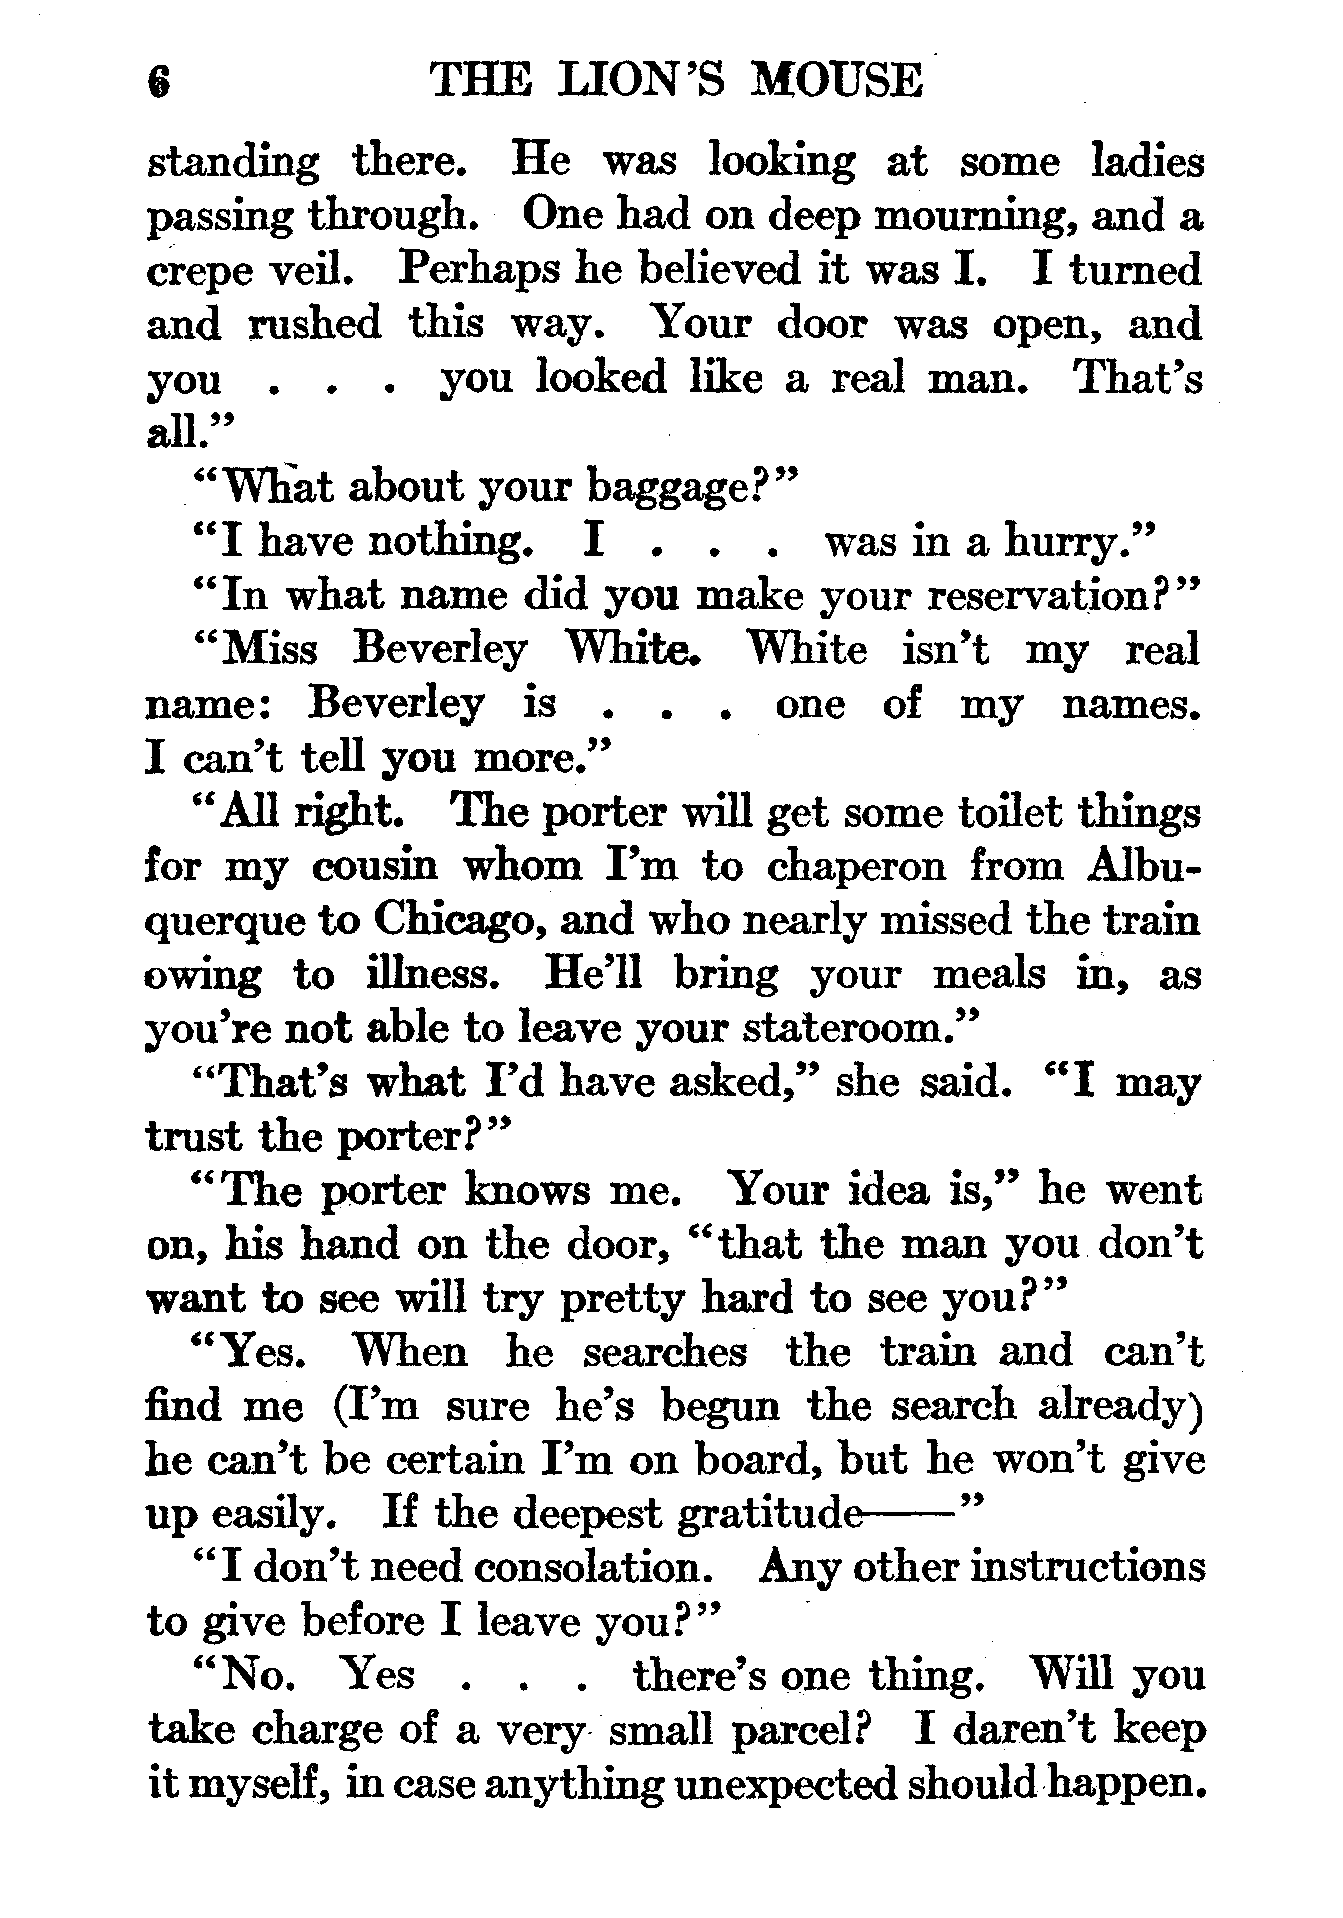 6 THE LION'S MOUSE
standing there. He was looking at some ladies
passing through. One had on deep mourning, and a
crepe veil. Perhaps he believed it was I. I turned
and rushed this way. Your door was open, and
you . . . you looked like a real man. That's
all."
"What about your baggage?"
"I have nothing. I . . . was in a hurry."
"In what name did you make your reservation?"
"Miss Beverley White. White isn't my real
name: Beverley is . . . one of my names.
I can't tell you more."
"All right. The porter will get some toilet things
for my cousin whom I'm to chaperon from Albu-
querque to Chicago, and who nearly missed the train
owing to illness. He'll bring your meals in, as
you're not able to leave your stateroom."
"That's what I'd have asked," she said. "I may
trust the porter?"
"The porter knows me. Your idea is," he went
on, his hand on the door, "that the man you don't
want to see will try pretty hard to see you?"
"Yes. When he searches the train and can't
find me (I'm sure he's begun the search already)
he can't be certain I'm on board, but he won't give
up easily. If the deepest gratitude——"
"I don't need consolation. Any other instructions
to give before I leave you?"
"No. Yes . . . there's one thing. Will you
take charge of a very small parcel? I daren't keep
it myself, in case anything unexpected should happen.